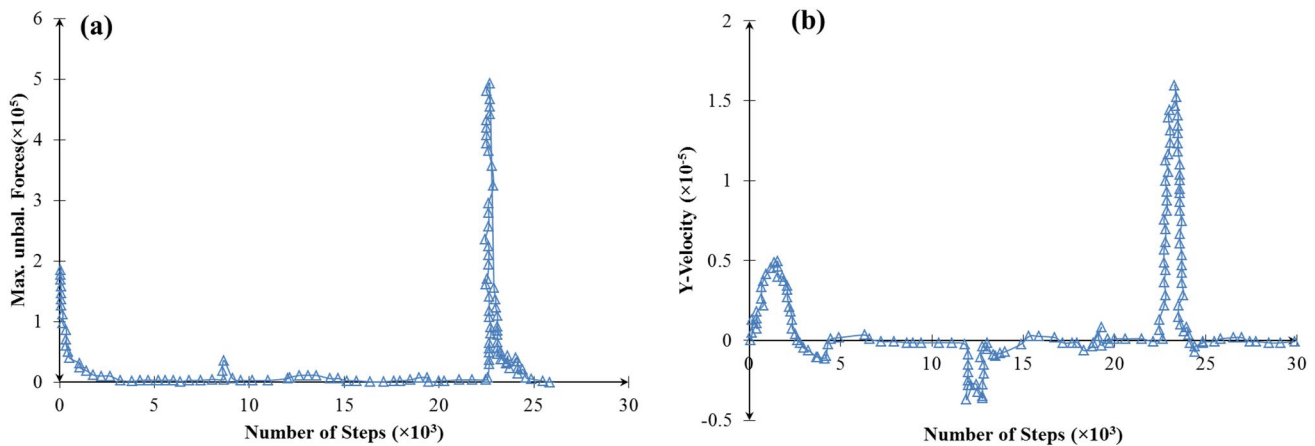 (a)
Max. unbal. Forces(×10⁵)
6
5
4
3
2
1
0
0 5 10 15 20 25 30
Number of Steps (×10³)
(b)
Y-Velocity (×10⁻⁵)
2
1.5
1
0.5
0
-0.5
0 5 10 15 20 25 30
Number of Steps (×10³)